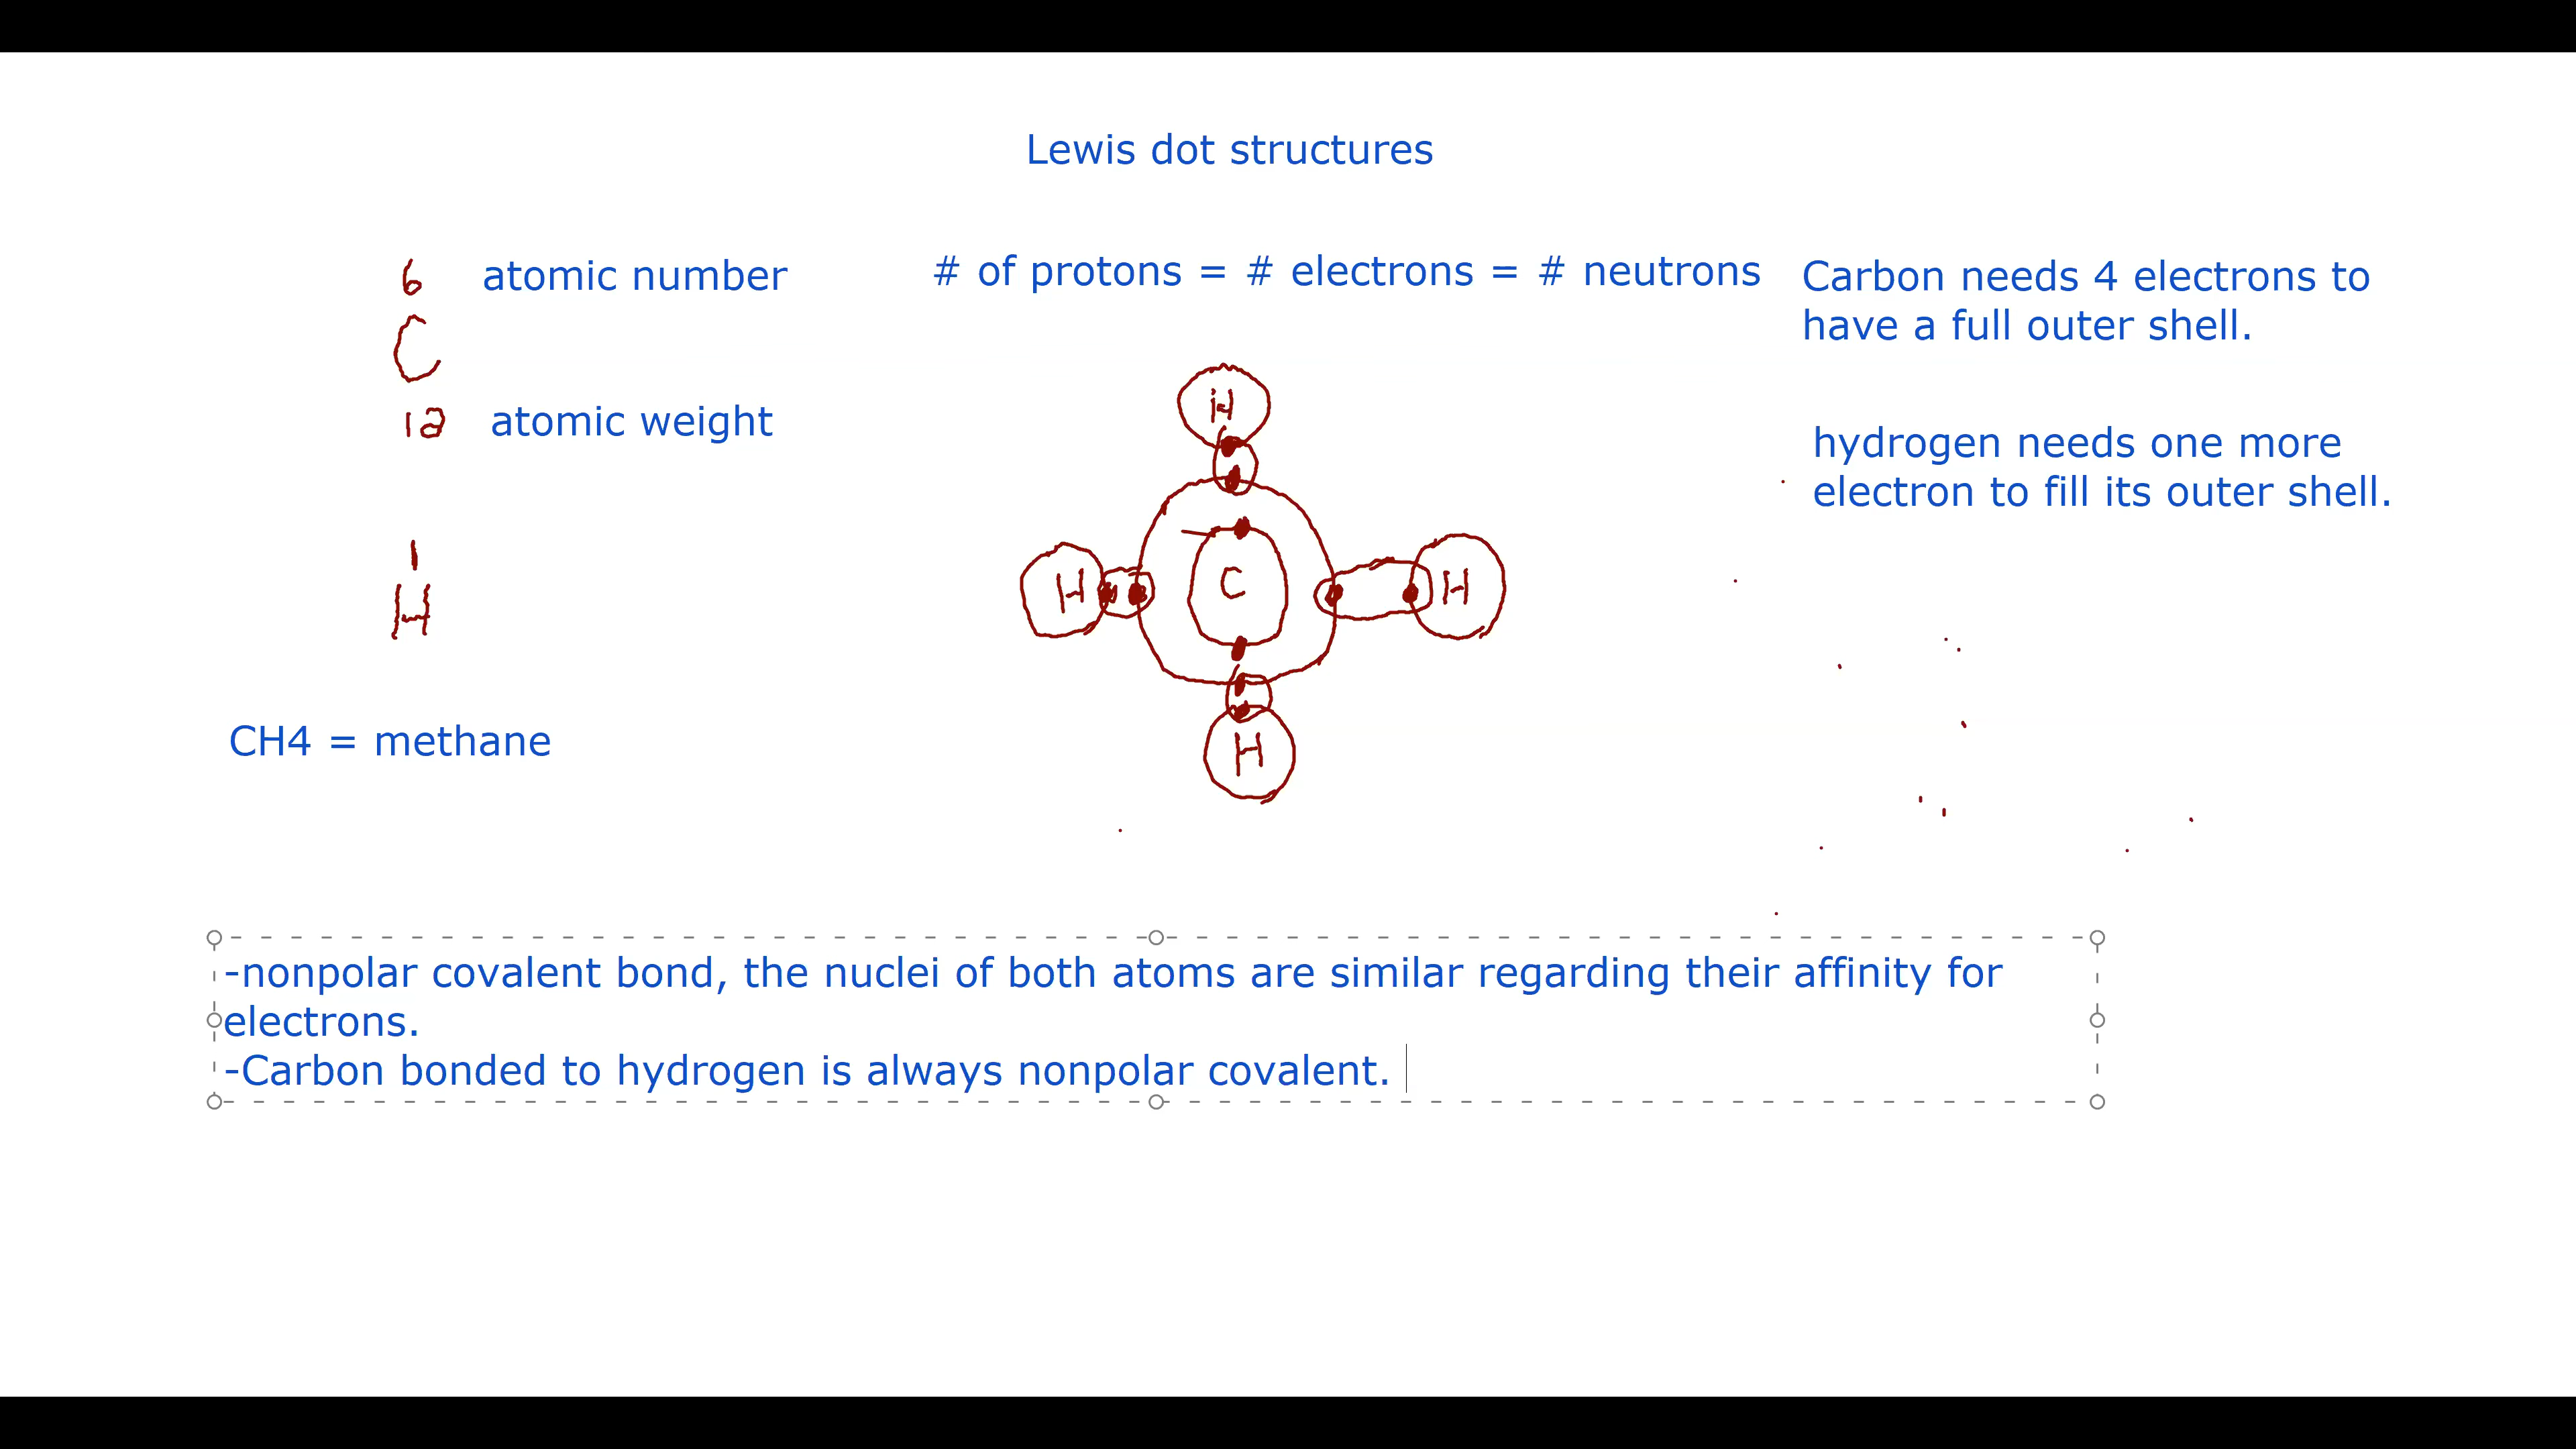 Lewis dot structures
6 atomic number
# of protons = # electrons = # neutrons
Carbon needs 4 electrons to
have a full outer shell.
C
12 atomic weight
hydrogen needs one more
electron to fill its outer shell.
H
H C H
H
1
H
CH4 = methane
-nonpolar covalent bond, the nuclei of both atoms are similar regarding their affinity for
electrons.
-Carbon bonded to hydrogen is always nonpolar covalent.